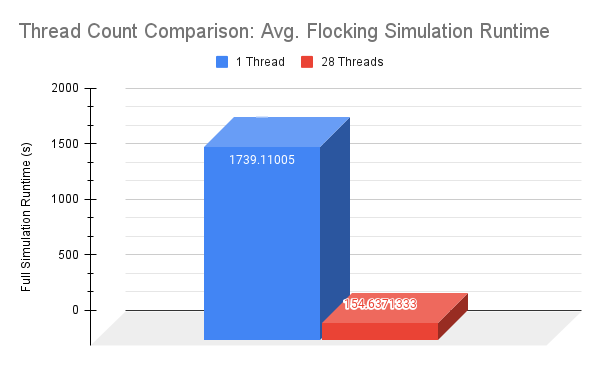 Thread Count Comparison: Avg. Flocking Simulation Runtime
1 Thread
28 Threads
Full Simulation Runtime (s)
2000
1500
1000
500
0
1739.11005
154.6371333